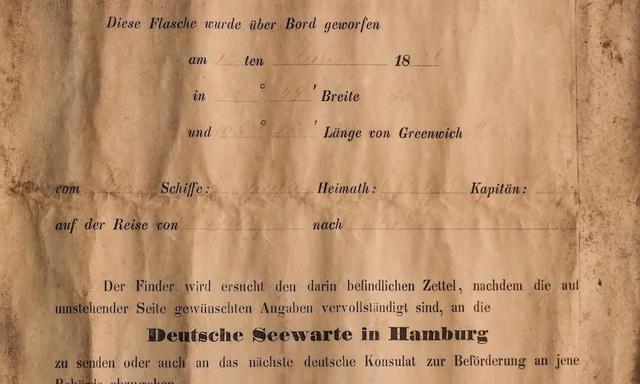 Diese Flasche wurde über Bord geworfen
am ten 18
in ° ' Breite
und ° ' Länge von Greenwich
vom Schiffe: Heimath: Kapitän:
auf der Reise von nach
Der Finder wird ersucht den darin befindlichen Zettel, nachdem die auf
umstehender Seite gewünschten Angaben vervollständigt sind, an die
Deutsche Seewarte in Hamburg
zu senden oder auch an das nächste deutsche Konsulat zur Beförderung an jene
Behörde abzugeben